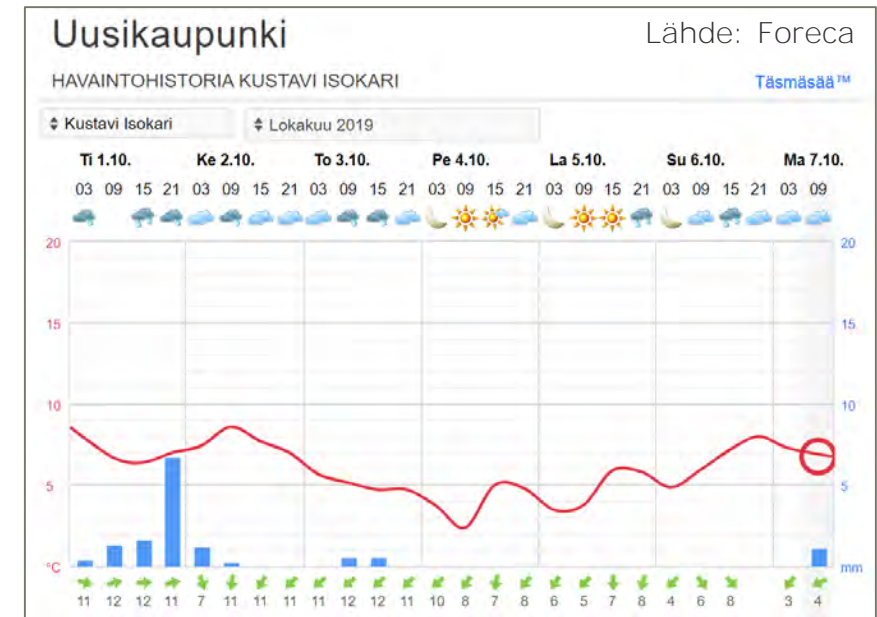 Uusikaupunki
Lähde: Foreca
HAVAINTOHISTORIA KUSTAVI ISOKARI
Täsmäsää™
Kustavi Isokari
Lokakuu 2019
Ti 1.10. Ke 2.10. To 3.10. Pe 4.10. La 5.10. Su 6.10. Ma 7.10.
03 09 15 21 03 09 15 21 03 09 15 21 03 09 15 21 03 09 15 21 03 09 15 21 03 09
20 20
15 15
10 10
5 5
°C mm
11 12 12 11 7 11 11 11 11 12 12 11 10 8 7 8 6 5 7 8 4 6 8 3 4